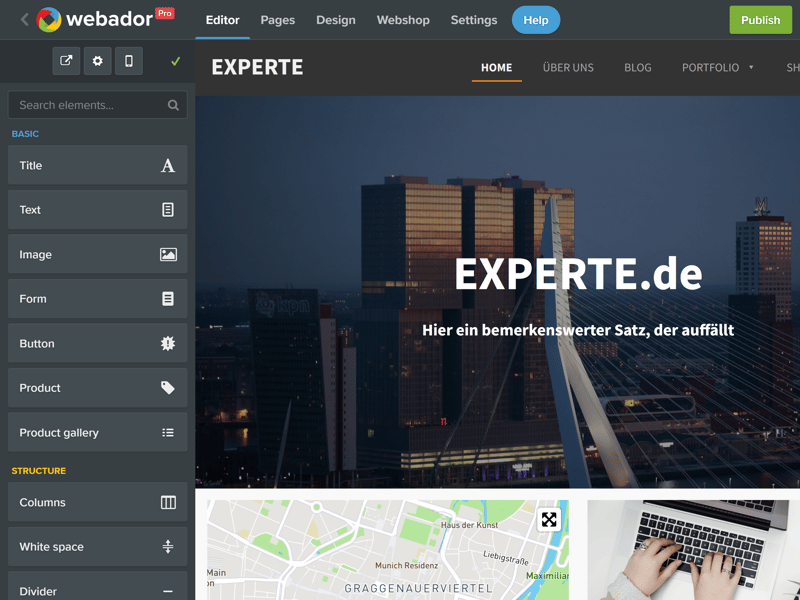 webador Pro
Editor Pages Design Webshop Settings Help Publish
Search elements...
BASIC
Title
Text
Image
Form
Button
Product
Product gallery
STRUCTURE
Columns
White space
Divider
EXPERTE
HOME ÜBER UNS BLOG PORTFOLIO SH
kpn
EXPERTE.de
Hier ein bemerkenswerter Satz, der auffällt
Haus der Kunst
Liebigstraße
Munich Residenz
Maximilian
Main
on
GRAGGENAUERVIERTEL